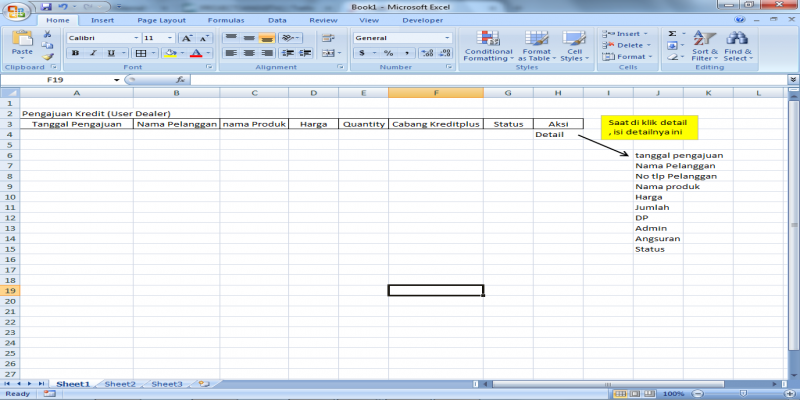 Book1 - Microsoft Excel
Home Insert Page Layout Formulas Data Review View Developer
Paste
Calibri 11
General
Conditional Formatting Format as Table Cell Styles
Insert
Delete
Format
Sort & Filter Find & Select
Clipboard Font Alignment Number Styles Cells Editing
F19 fx
A B C D E F G H I J K L
1
2 Pengajuan Kredit (User Dealer)
3 Tanggal Pengajuan Nama Pelanggan nama Produk Harga Quantity Cabang Kreditplus Status Aksi
Saat di klik detail
, isi detailnya ini
4 Detail
5
6 tanggal pengajuan
7 Nama Pelanggan
8 No tlp Pelanggan
9 Nama produk
10 Harga
11 Jumlah
12 DP
13 Admin
14 Angsuran
15 Status
16
17
18
19
20
21
22
23
24
25
26
27
Sheet1 Sheet2 Sheet3
Ready 100%